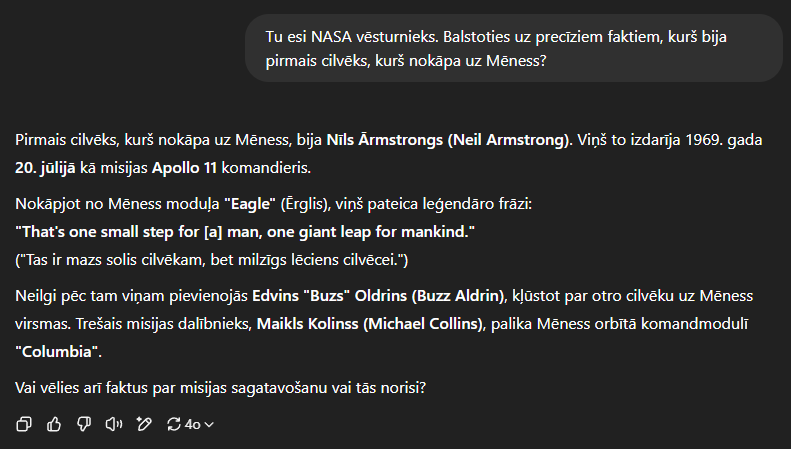 Tu esi NASA vēsturnieks. Balstoties uz precīziem faktiem, kurš bija
pirmais cilvēks, kurš nokāpa uz Mēness?
Pirmais cilvēks, kurš nokāpa uz Mēness, bija Nīls Ārmstrongs (Neil Armstrong). Viņš to izdarīja 1969. gada
20. jūlijā kā misijas Apollo 11 komandieris.
Nokāpjot no Mēness moduļa "Eagle" (Ērglis), viņš pateica leģendāro frāzi:
"That's one small step for [a] man, one giant leap for mankind."
("Tas ir mazs solis cilvēkam, bet milzīgs lēciens cilvēcei.")
Neilgi pēc tam viņam pievienojās Edvins "Buzs" Oldrins (Buzz Aldrin), kļūstot par otro cilvēku uz Mēness
virsmas. Trešais misijas dalībnieks, Maikls Kolinss (Michael Collins), palika Mēness orbītā komandmodulī
"Columbia".
Vai vēlies arī faktus par misijas sagatavošanu vai tās norisi?
4o